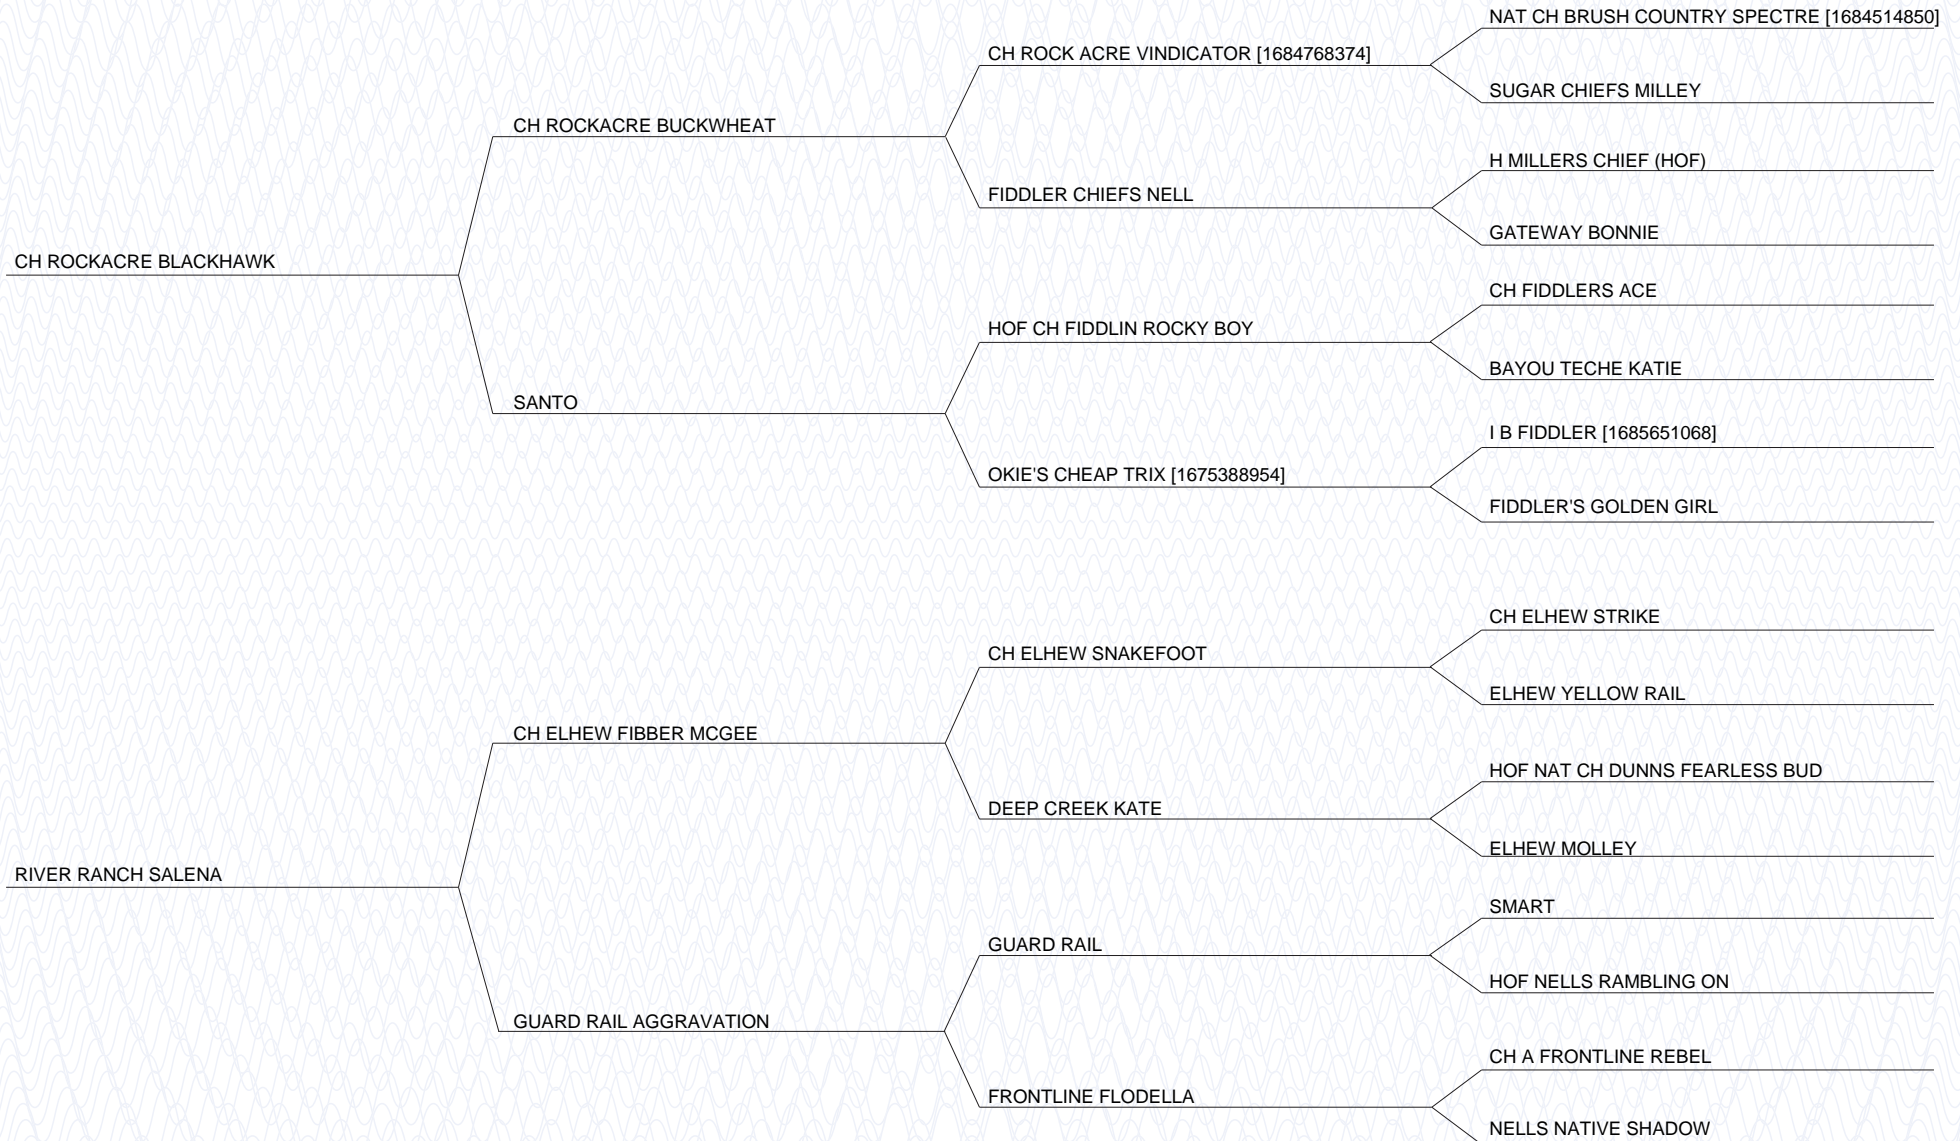 NAT CH BRUSH COUNTRY SPECTRE [1684514850]
CH ROCK ACRE VINDICATOR [1684768374]
SUGAR CHIEFS MILLEY
CH ROCKACRE BUCKWHEAT
H MILLERS CHIEF (HOF)
FIDDLER CHIEFS NELL
GATEWAY BONNIE
CH ROCKACRE BLACKHAWK
CH FIDDLERS ACE
HOF CH FIDDLIN ROCKY BOY
BAYOU TECHE KATIE
SANTO
I B FIDDLER [1685651068]
OKIE'S CHEAP TRIX [1675388954]
FIDDLER'S GOLDEN GIRL
CH ELHEW STRIKE
CH ELHEW SNAKEFOOT
ELHEW YELLOW RAIL
CH ELHEW FIBBER MCGEE
HOF NAT CH DUNNS FEARLESS BUD
DEEP CREEK KATE
ELHEW MOLLEY
RIVER RANCH SALENA
SMART
GUARD RAIL
HOF NELLS RAMBLING ON
GUARD RAIL AGGRAVATION
CH A FRONTLINE REBEL
FRONTLINE FLODELLA
NELLS NATIVE SHADOW